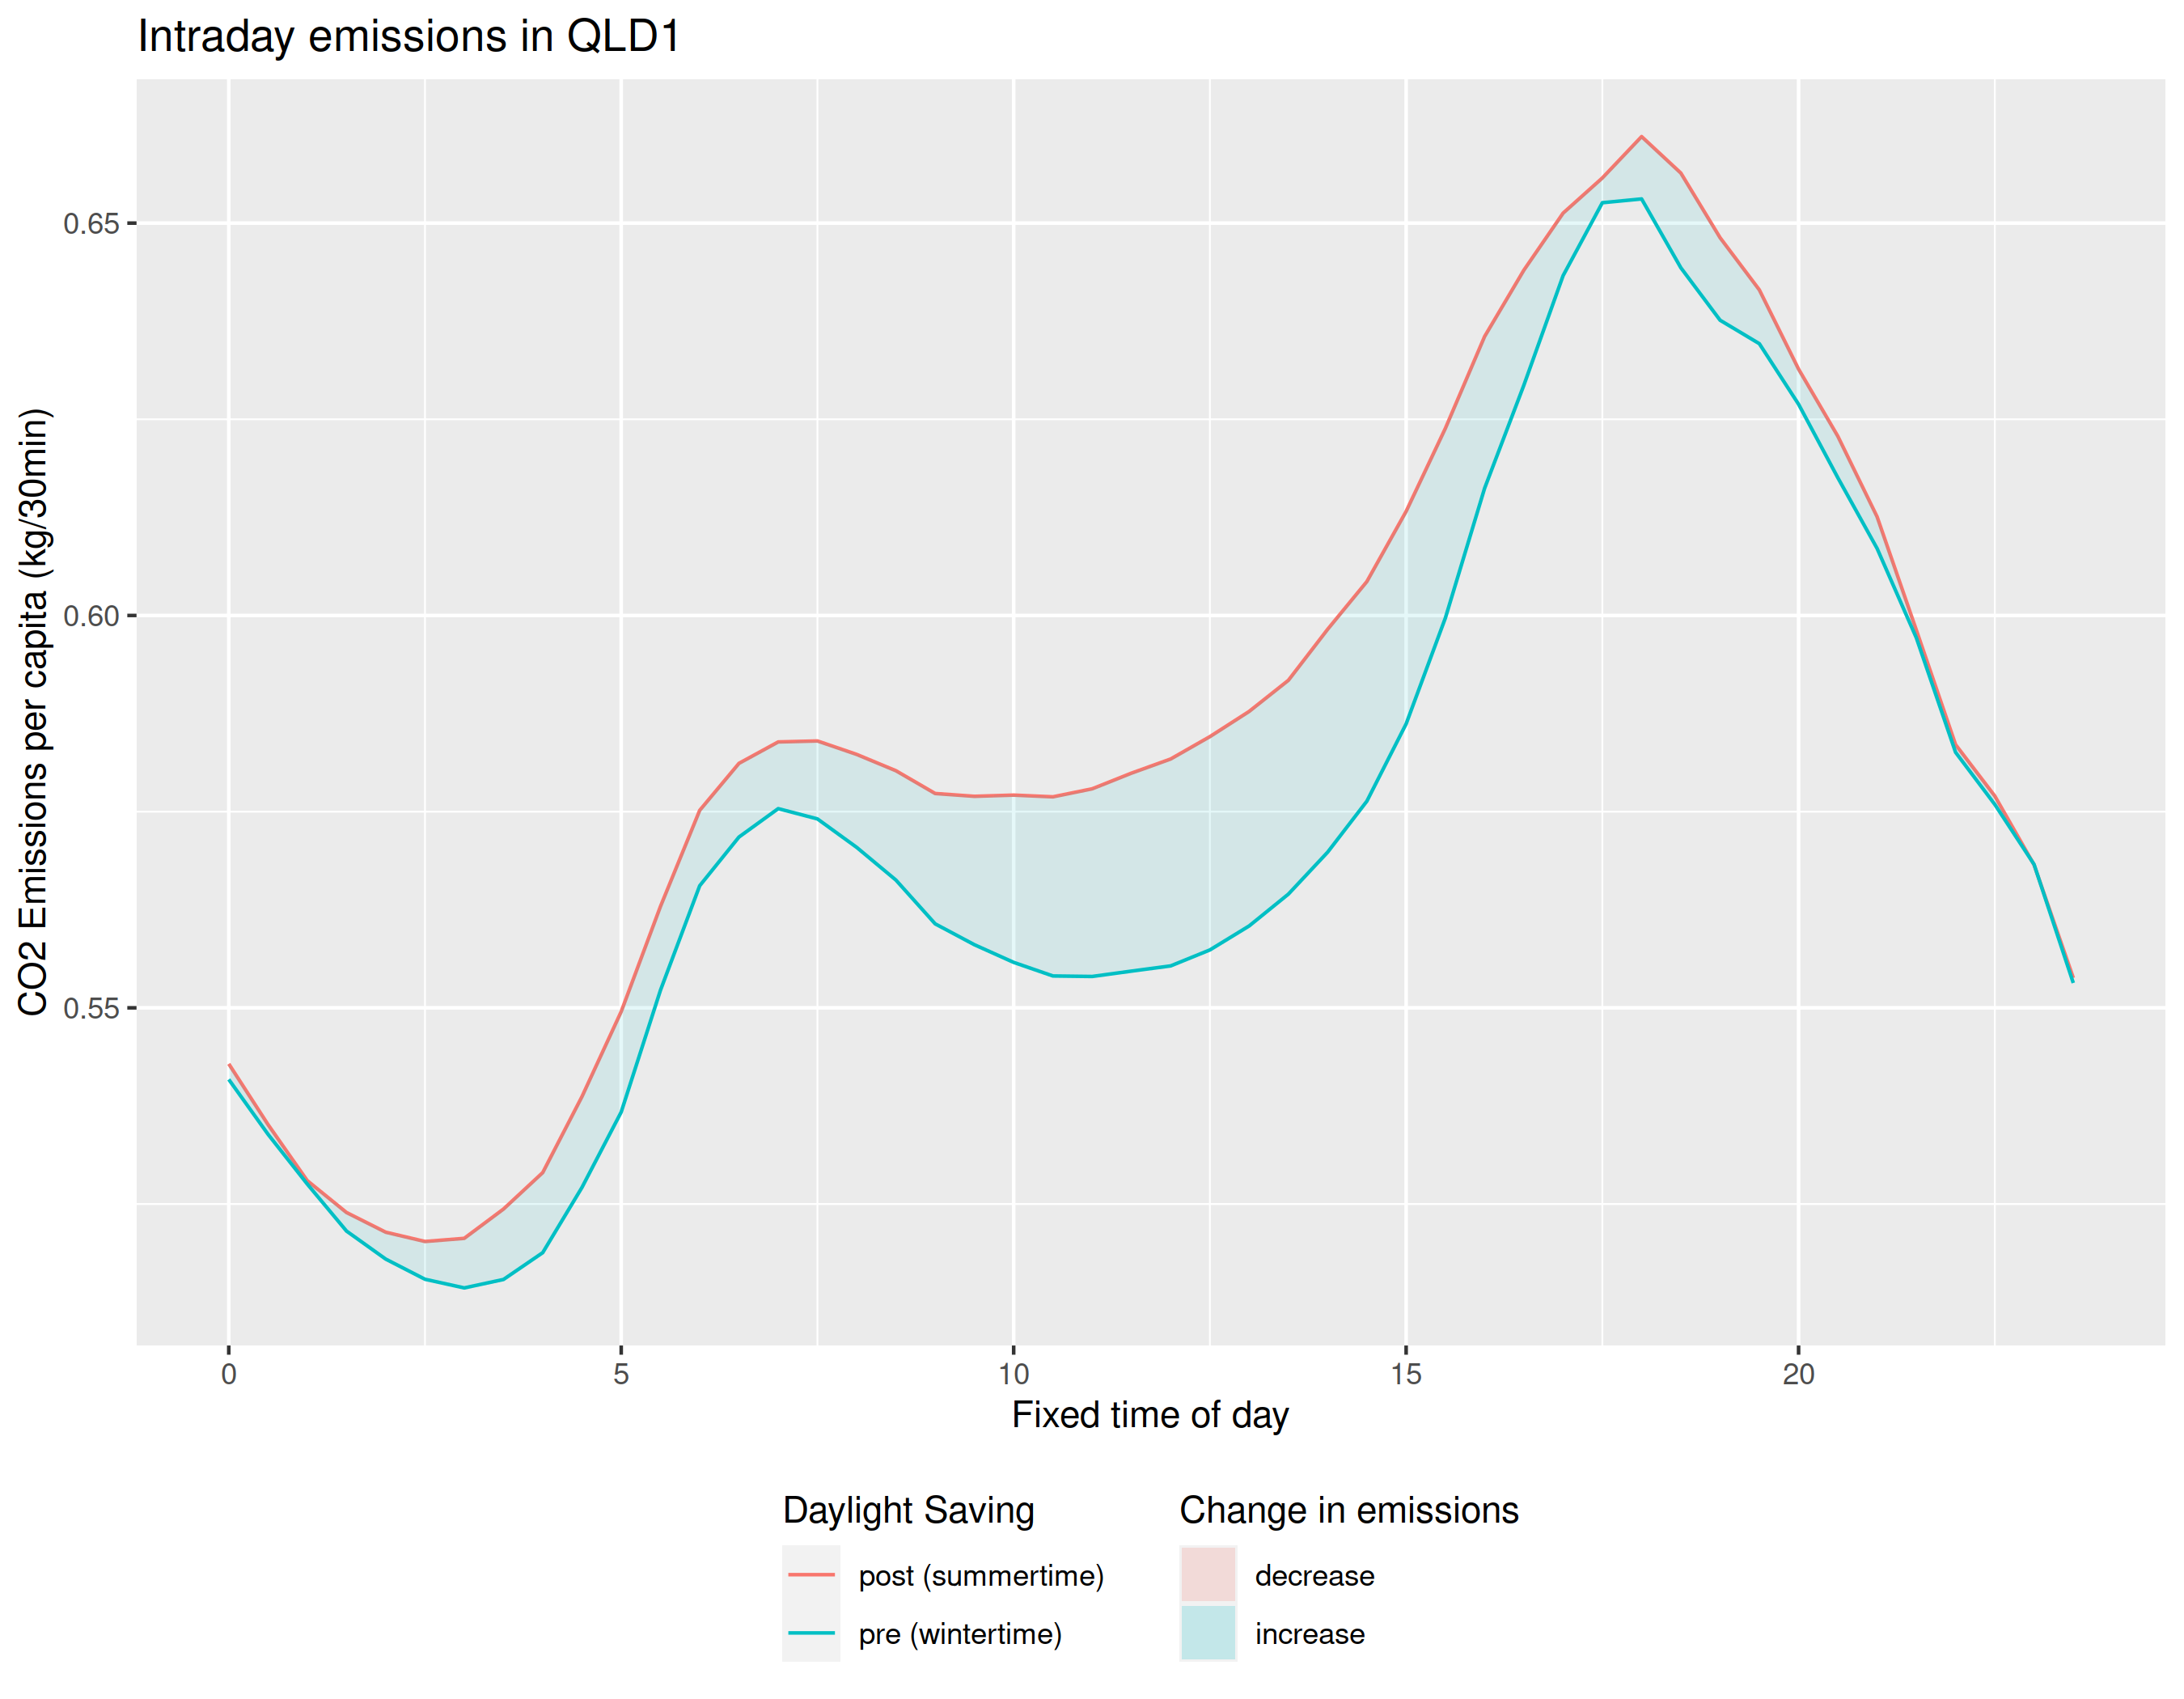 Intraday emissions in QLD1
CO2 Emissions per capita (kg/30min)
0.65
0.60
0.55
0 5 10 15 20
Fixed time of day
Daylight Saving
post (summertime)
pre (wintertime)
Change in emissions
decrease
increase